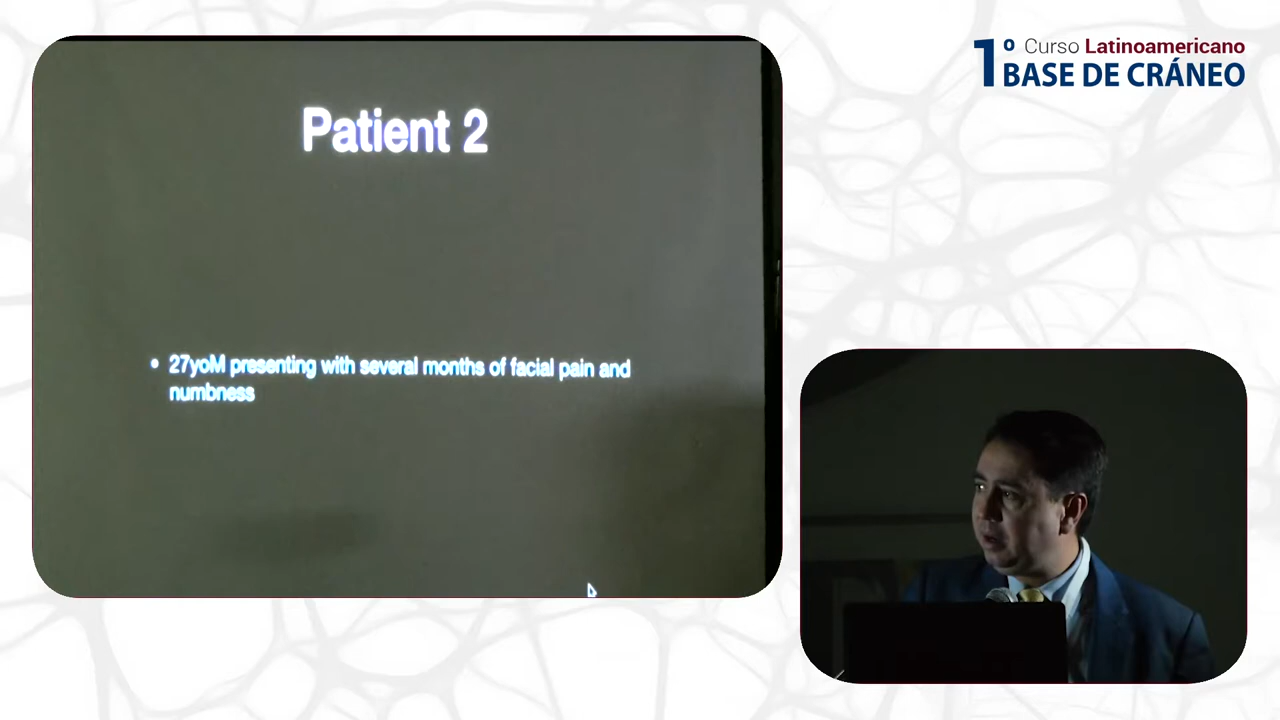 1º Curso Latinoamericano
BASE DE CRÁNEO
Patient 2
• 27yoM presenting with several months of facial pain and
numbness